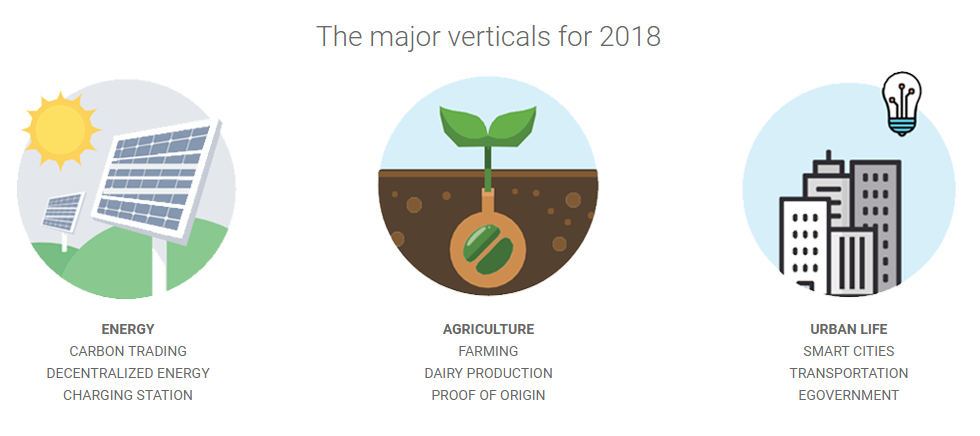 The major verticals for 2018
ENERGY
CARBON TRADING
DECENTRALIZED ENERGY
CHARGING STATION
AGRICULTURE
FARMING
DAIRY PRODUCTION
PROOF OF ORIGIN
URBAN LIFE
SMART CITIES
TRANSPORTATION
EGOVERNMENT